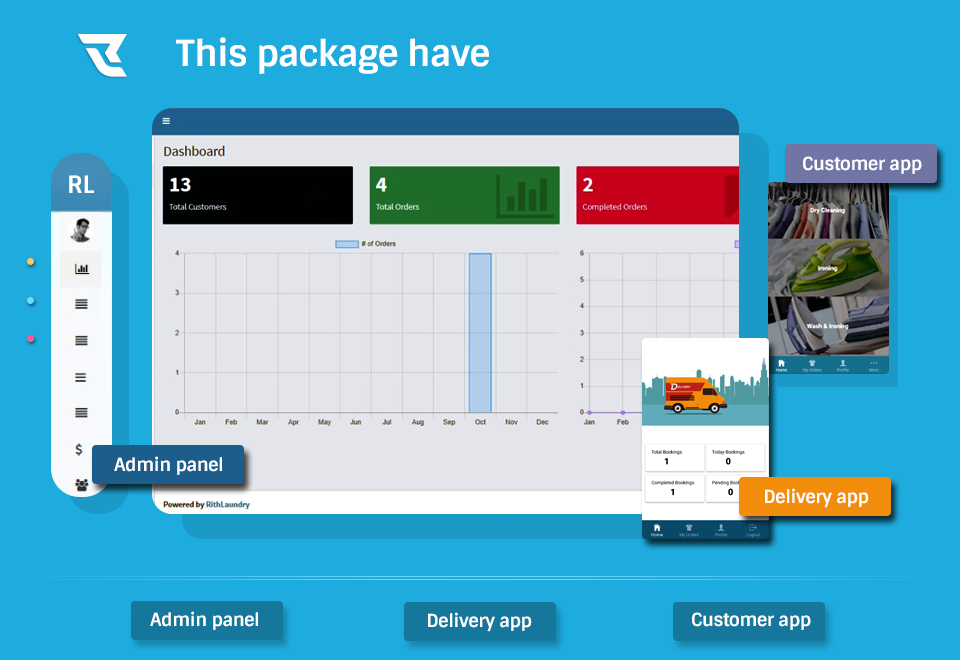 This package have
Dashboard
RL
13
Total Customers
4
Total Orders
2
Completed Orders
Customer app
Dry Cleaning
Ironing
Wash & Ironing
Home My Orders Profile More
# of Orders
4
3
2
1
0
Jan Feb Mar Apr May Jun Jul Aug Sep Oct Nov Dec
6
5
4
3
2
1
0
Jan Feb
$
Admin panel
Powered by RithLaundry
DELIVERY
Total Bookings
1
Today Bookings
0
Completed Bookings
1
Pending Boo
0
Home My Orders Profile Logout
Delivery app
Admin panel
Delivery app
Customer app